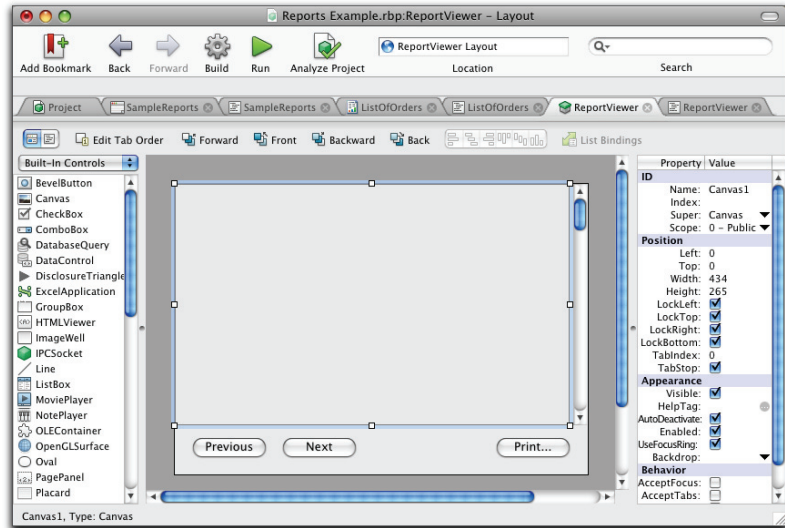 Reports Example.rbp:ReportViewer – Layout
Add Bookmark Back Forward Build Run Analyze Project
ReportViewer Layout
Location
Search
Project SampleReports SampleReports ListOfOrders ListOfOrders ReportViewer ReportViewer
Edit Tab Order Forward Front Backward Back List Bindings
Built-In Controls
BevelButton
Canvas
CheckBox
ComboBox
DatabaseQuery
DataControl
DisclosureTriangle
ExcelApplication
GroupBox
HTMLViewer
ImageWell
IPCSocket
Line
ListBox
MoviePlayer
NotePlayer
OLEContainer
OpenGLSurface
Oval
PagePanel
Placard
Previous Next Print...
Property Value
ID
Name: Canvas1
Index:
Super: Canvas
Scope: 0 – Public
Position
Left: 0
Top: 0
Width: 434
Height: 265
LockLeft:
LockTop:
LockRight:
LockBottom:
TabIndex: 0
TabStop:
Appearance
Visible:
HelpTag:
AutoDeactivate:
Enabled:
UseFocusRing:
Backdrop:
Behavior
AcceptFocus:
AcceptTabs:
Canvas1, Type: Canvas